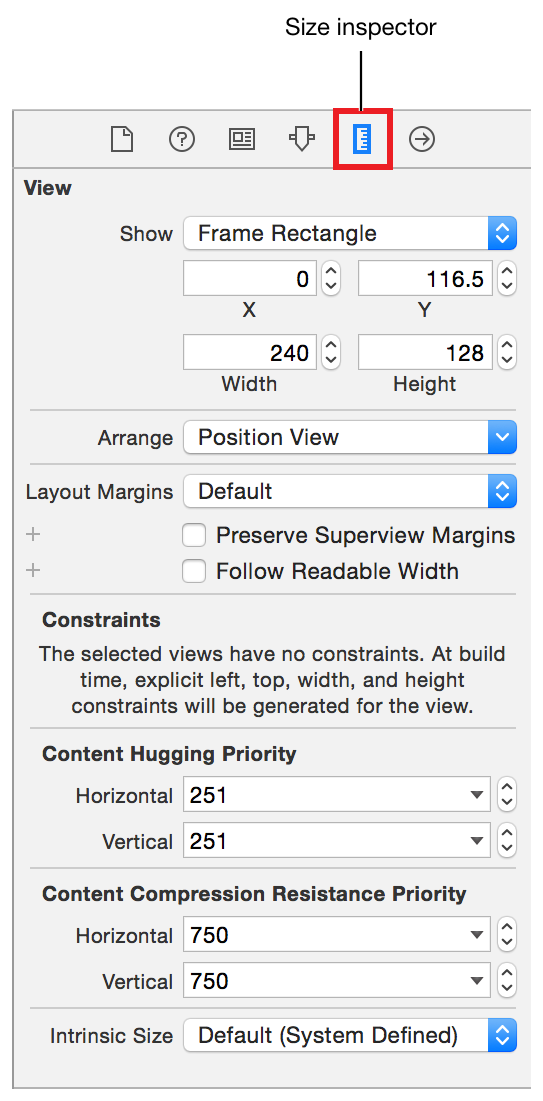 Size inspector
View
Show Frame Rectangle
0 116.5
X Y
240 128
Width Height
Arrange Position View
Layout Margins Default
Preserve Superview Margins
Follow Readable Width
Constraints
The selected views have no constraints. At build
time, explicit left, top, width, and height
constraints will be generated for the view.
Content Hugging Priority
Horizontal 251
Vertical 251
Content Compression Resistance Priority
Horizontal 750
Vertical 750
Intrinsic Size Default (System Defined)